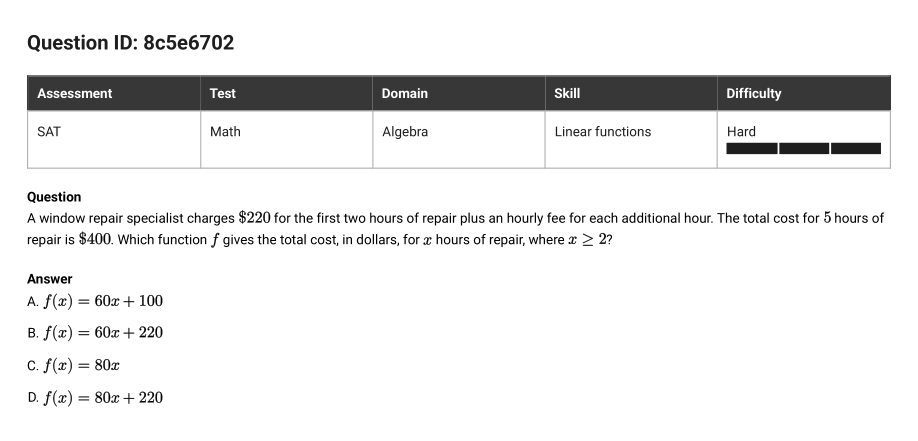 Question ID: 8c5e6702
Assessment Test Domain Skill Difficulty
SAT Math Algebra Linear functions Hard
Question
A window repair specialist charges $220 for the first two hours of repair plus an hourly fee for each additional hour. The total cost for 5 hours of
repair is $400. Which function f gives the total cost, in dollars, for x hours of repair, where x ≥ 2?
Answer
A. f(x) = 60x + 100
B. f(x) = 60x + 220
C. f(x) = 80x
D. f(x) = 80x + 220